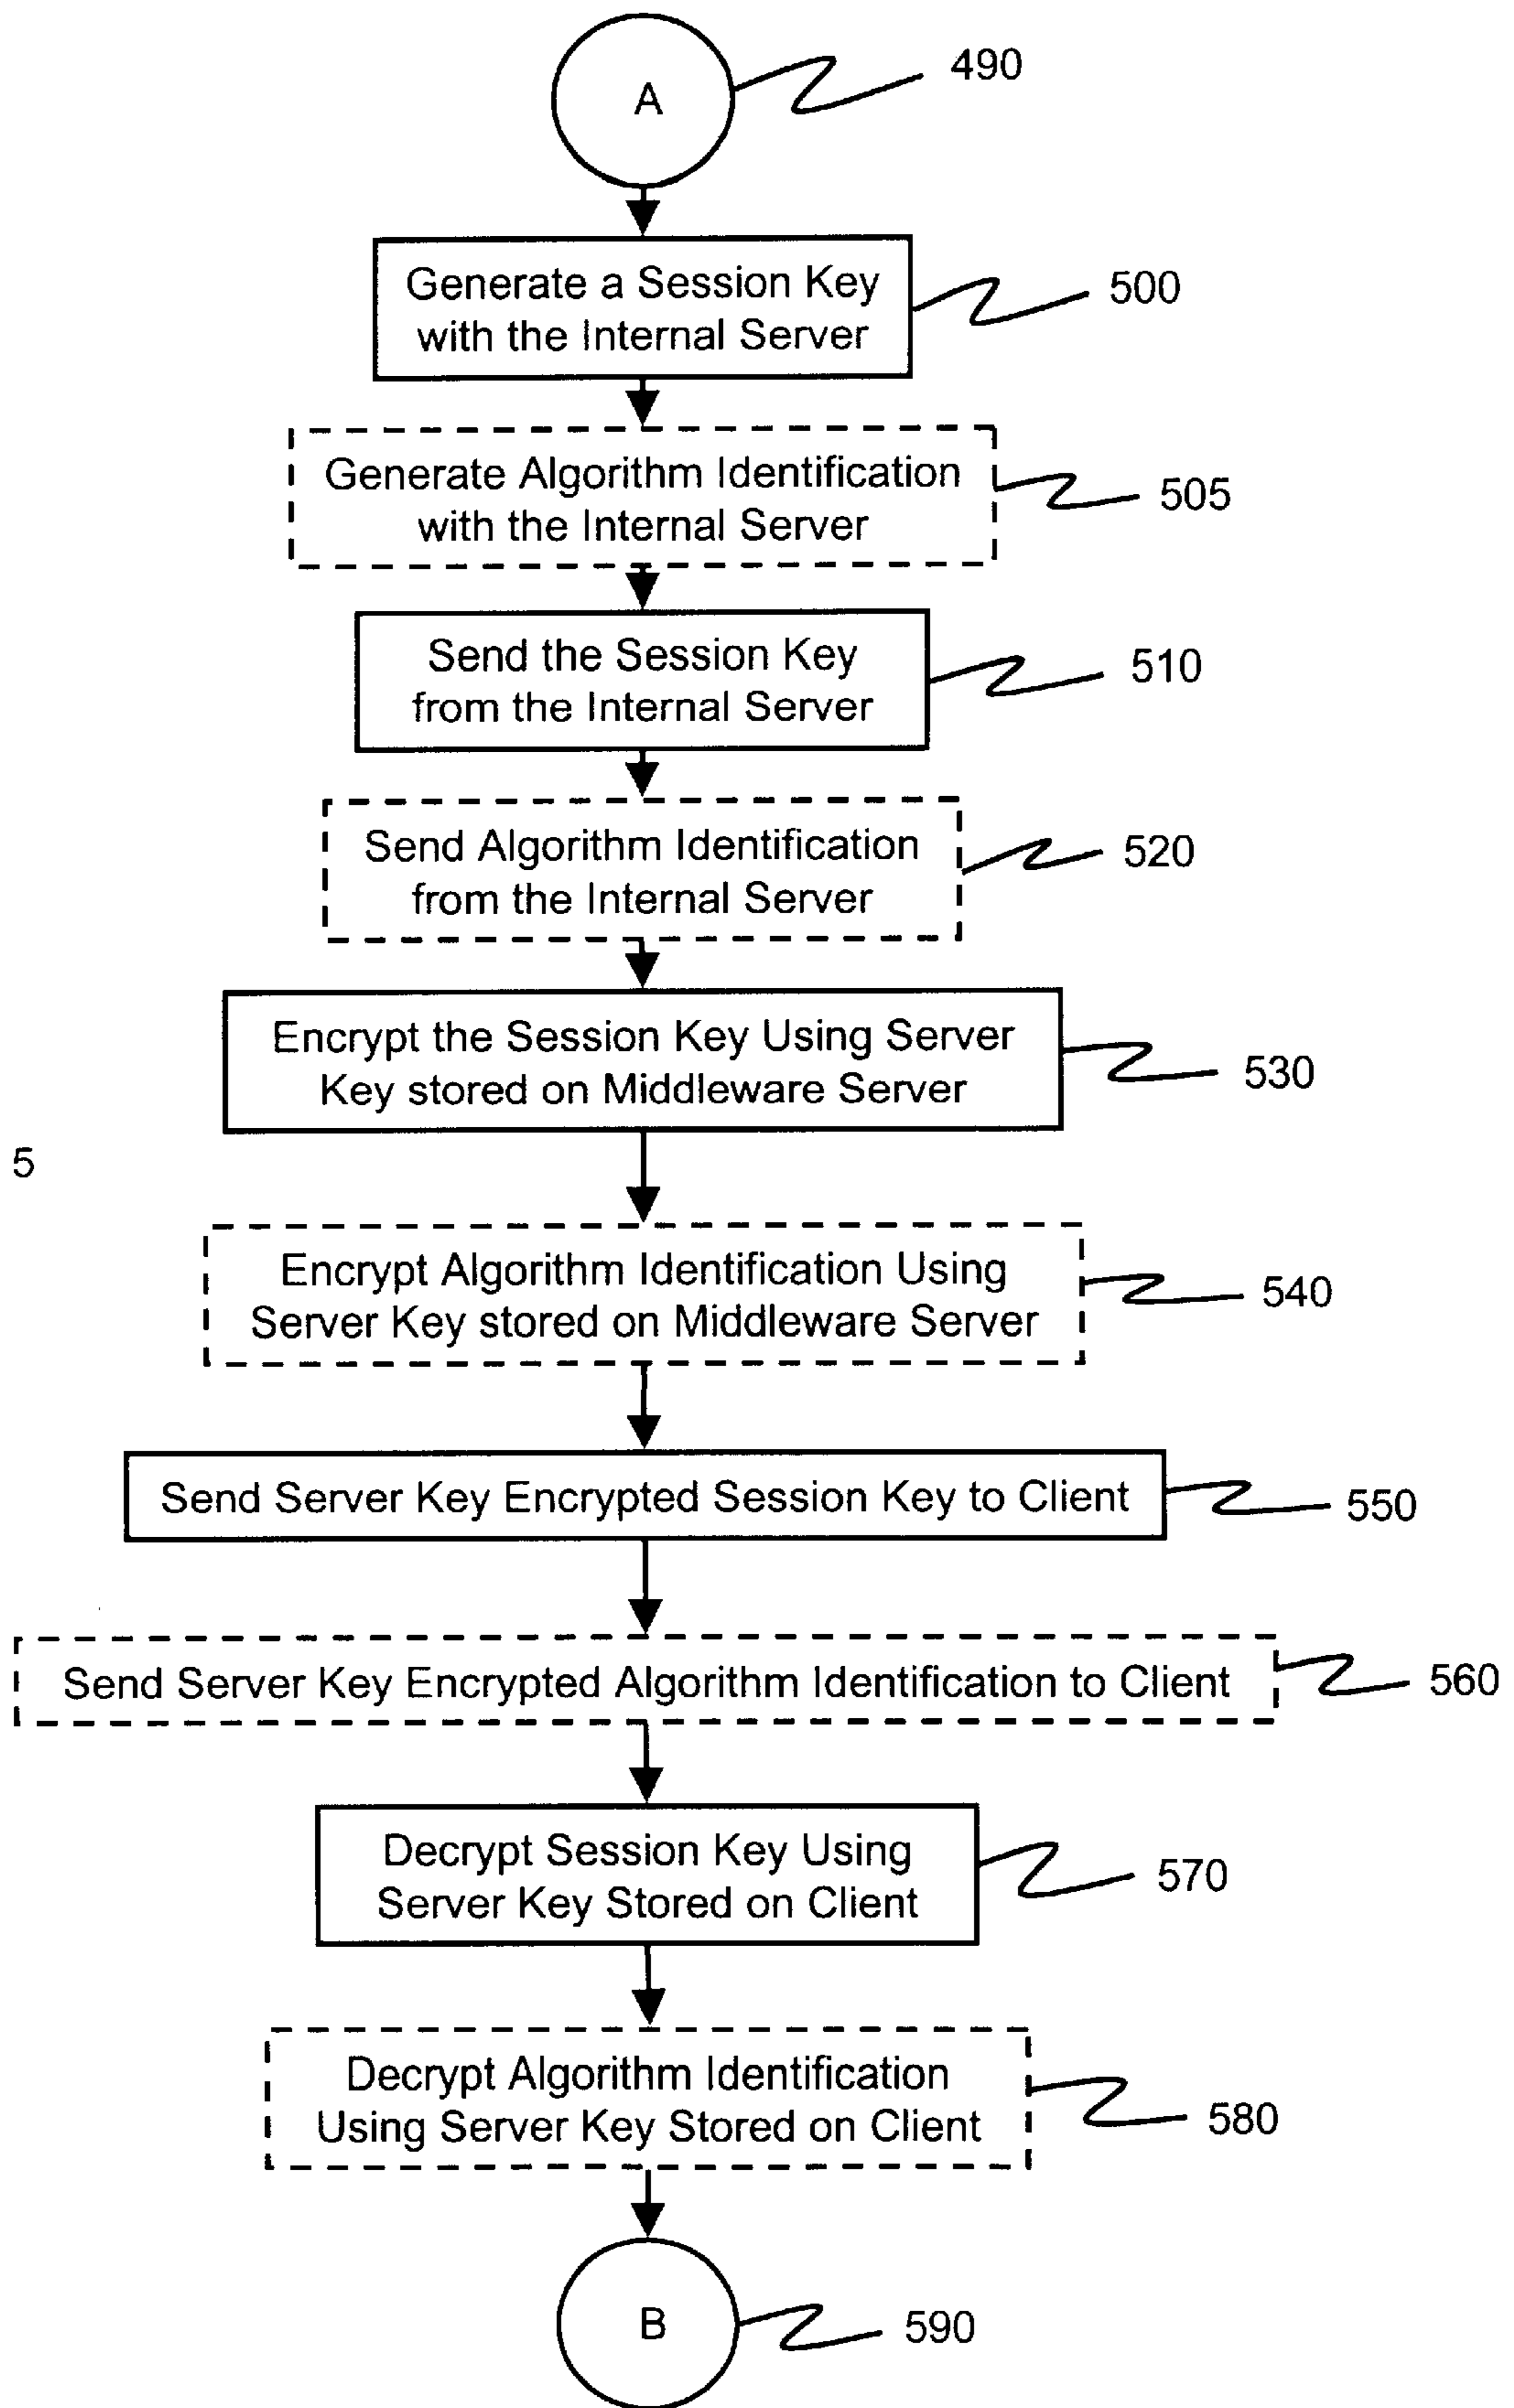 A
490
Generate a Session Key
with the Internal Server
500
Generate Algorithm Identification
with the Internal Server
505
Send the Session Key
from the Internal Server
510
Send Algorithm Identification
from the Internal Server
520
Encrypt the Session Key Using Server
Key stored on Middleware Server
530
5
Encrypt Algorithm Identification Using
Server Key stored on Middleware Server
540
Send Server Key Encrypted Session Key to Client
550
Send Server Key Encrypted Algorithm Identification to Client
560
Decrypt Session Key Using
Server Key Stored on Client
570
Decrypt Algorithm Identification
Using Server Key Stored on Client
580
B
590